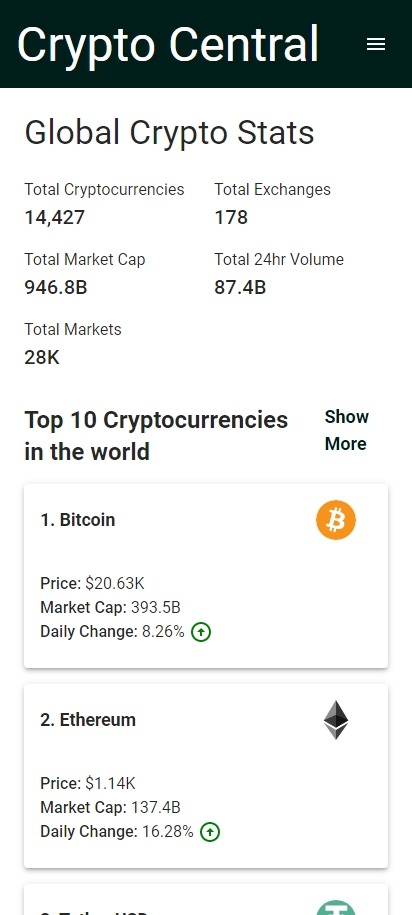 Crypto Central
Global Crypto Stats
Total Cryptocurrencies
14,427
Total Exchanges
178
Total Market Cap
946.8B
Total 24hr Volume
87.4B
Total Markets
28K
Top 10 Cryptocurrencies
in the world
Show
More
1. Bitcoin
Price: $20.63K
Market Cap: 393.5B
Daily Change: 8.26%
2. Ethereum
Price: $1.14K
Market Cap: 137.4B
Daily Change: 16.28%